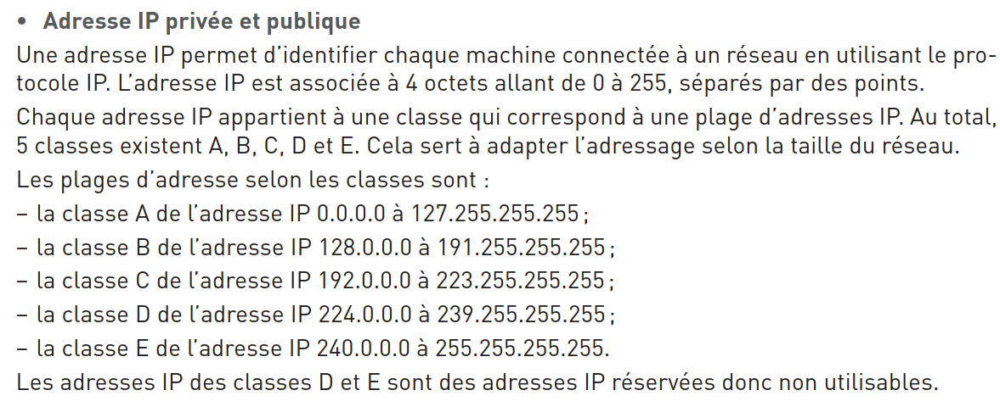 • Adresse IP privée et publique
Une adresse IP permet d’identifier chaque machine connectée à un réseau en utilisant le pro-
tocole IP. L’adresse IP est associée à 4 octets allant de 0 à 255, séparés par des points.
Chaque adresse IP appartient à une classe qui correspond à une plage d’adresses IP. Au total,
5 classes existent A, B, C, D et E. Cela sert à adapter l’adressage selon la taille du réseau.
Les plages d’adresse selon les classes sont :
– la classe A de l’adresse IP 0.0.0.0 à 127.255.255.255 ;
– la classe B de l’adresse IP 128.0.0.0 à 191.255.255.255 ;
– la classe C de l’adresse IP 192.0.0.0 à 223.255.255.255 ;
– la classe D de l’adresse IP 224.0.0.0 à 239.255.255.255 ;
– la classe E de l’adresse IP 240.0.0.0 à 255.255.255.255.
Les adresses IP des classes D et E sont des adresses IP réservées donc non utilisables.